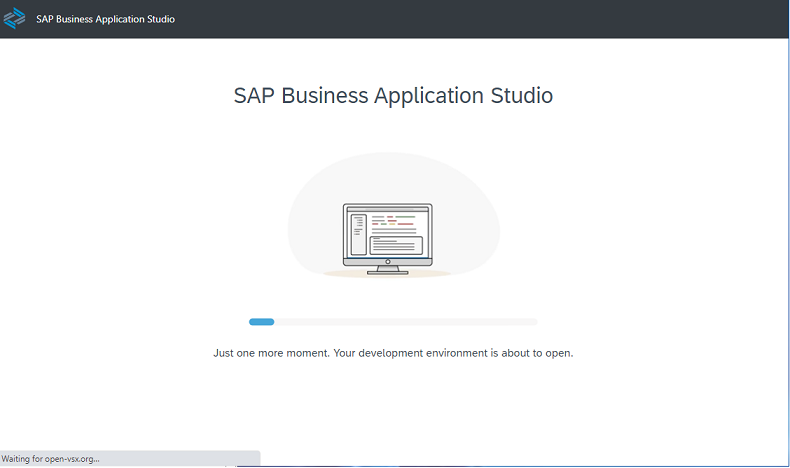 SAP Business Application Studio
SAP Business Application Studio
Just one more moment. Your development environment is about to open.
Waiting for open-vsx.org...